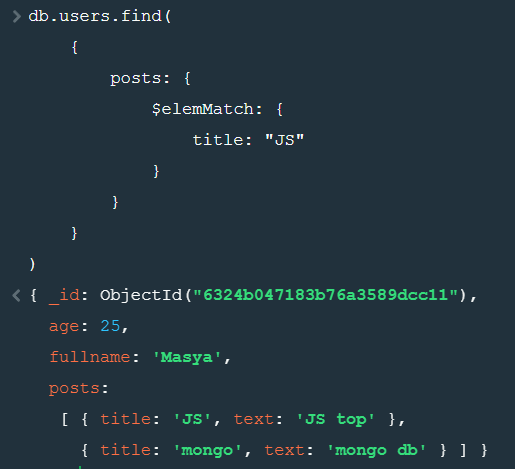 db.users.find(
{
posts: {
$elemMatch: {
title: "JS"
}
}
}
)
{ _id: ObjectId("6324b047183b76a3589dcc11"),
age: 25,
fullname: 'Masya',
posts:
[ { title: 'JS', text: 'JS top' },
{ title: 'mongo', text: 'mongo db' } ] }